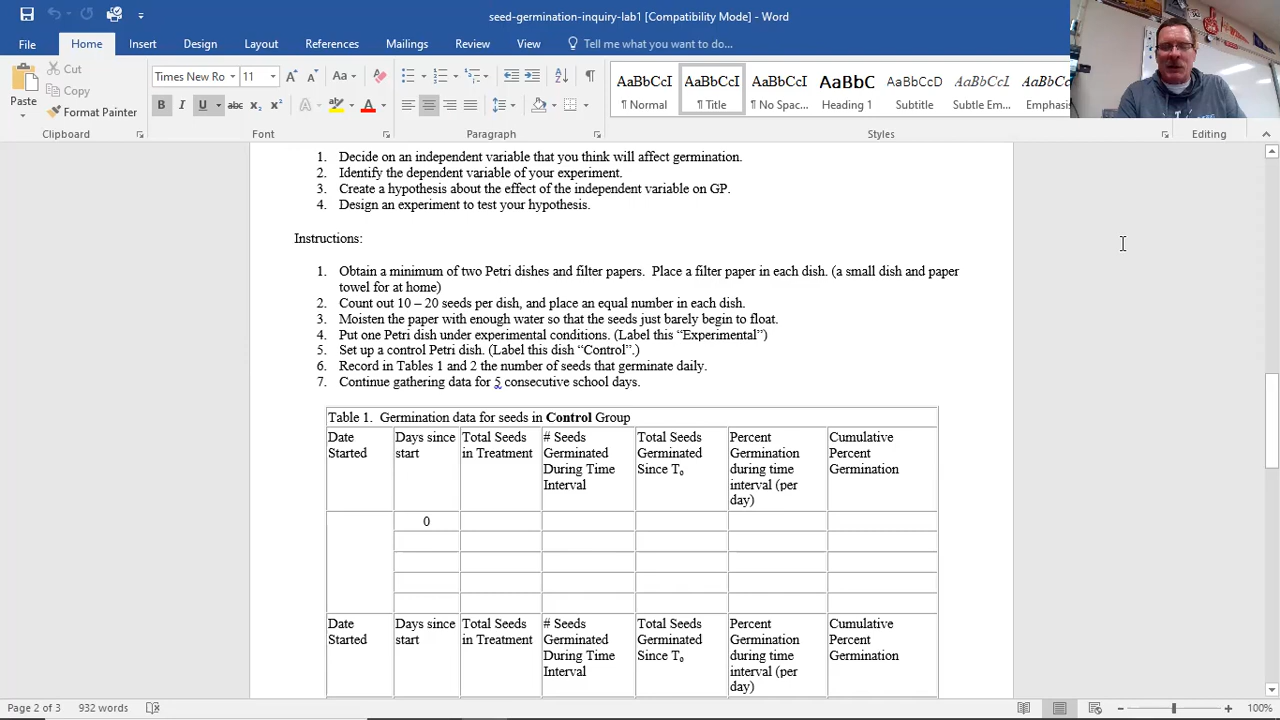 seed-germination-inquiry-lab1 [Compatibility Mode] - Word
File Home Insert Design Layout References Mailings Review View Tell me what you want to do...
Cut
Copy
Format Painter
Paste
Clipboard
Times New Ro 11
Font
Paragraph
AaBbCcI AaBbCcI AaBbCcI AaBbC AaBbCcD AaBbCcI AaBbCcI
¶ Normal ¶ Title ¶ No Spac... Heading 1 Subtitle Subtle Em... Emphasis
Styles
Editing
1. Decide on an independent variable that you think will affect germination.
2. Identify the dependent variable of your experiment.
3. Create a hypothesis about the effect of the independent variable on GP.
4. Design an experiment to test your hypothesis.
Instructions:
1. Obtain a minimum of two Petri dishes and filter papers. Place a filter paper in each dish. (a small dish and paper
towel for at home)
2. Count out 10 – 20 seeds per dish, and place an equal number in each dish.
3. Moisten the paper with enough water so that the seeds just barely begin to float.
4. Put one Petri dish under experimental conditions. (Label this “Experimental”)
5. Set up a control Petri dish. (Label this dish “Control”.)
6. Record in Tables 1 and 2 the number of seeds that germinate daily.
7. Continue gathering data for 5 consecutive school days.
Table 1. Germination data for seeds in Control Group
Date Days since Total Seeds # Seeds Total Seeds Percent Cumulative
Started start in Treatment Germinated Germinated Germination Percent
During Time Since T₀ during time Germination
Interval interval (per
day)
0
Date Days since Total Seeds # Seeds Total Seeds Percent Cumulative
Started start in Treatment Germinated Germinated Germination Percent
During Time Since T₀ during time Germination
Interval interval (per
day)
Page 2 of 3 932 words 100%